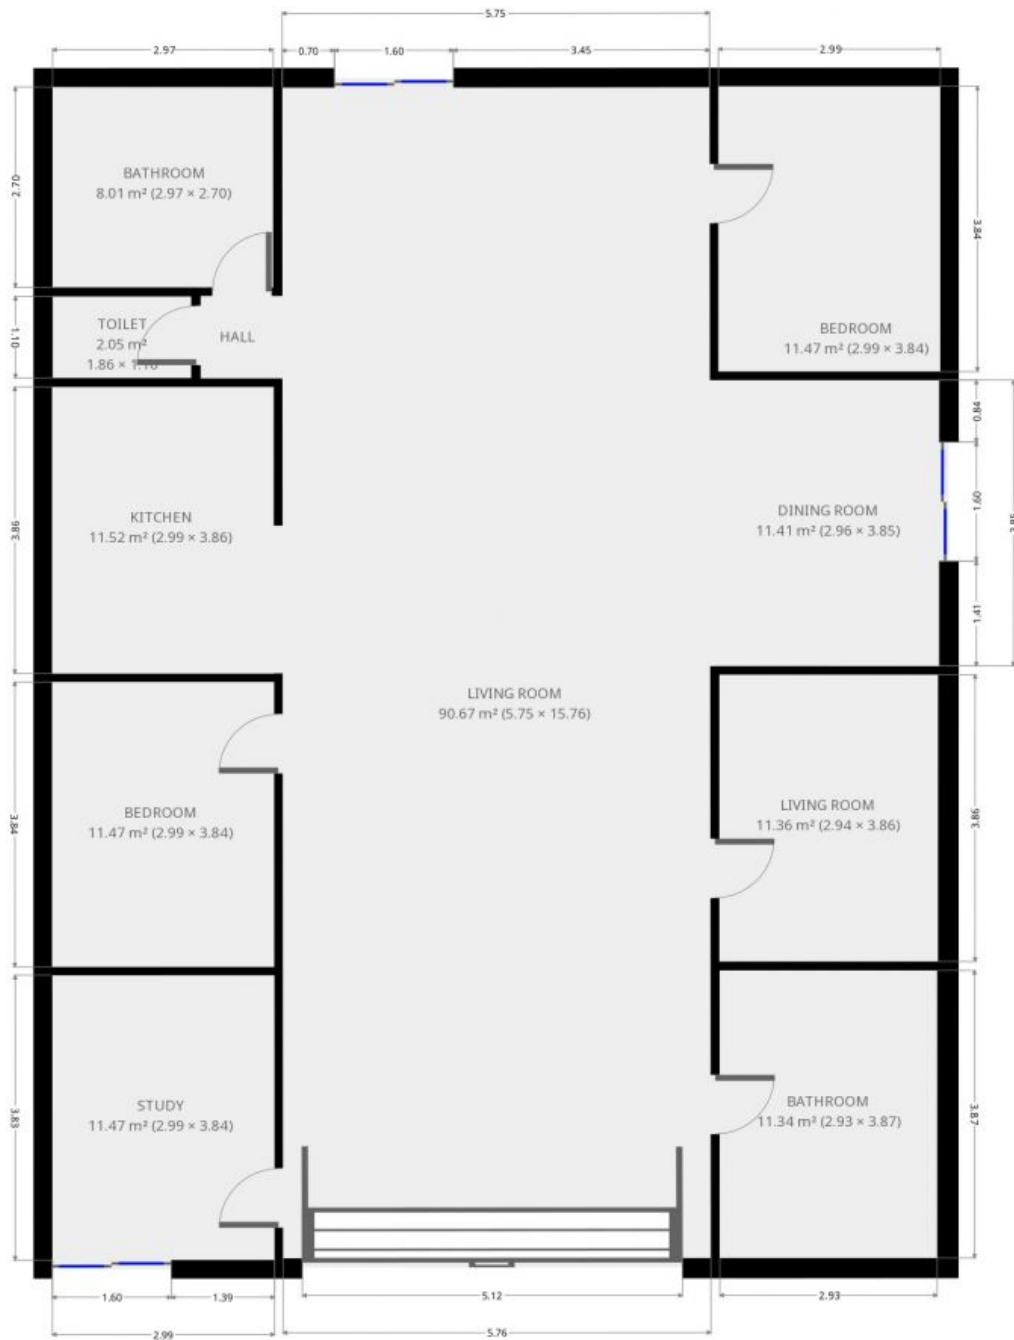 5.75
2.97
0.70
1.60
3.45
2.99
BATHROOM
8.01 m² (2.97 × 2.70)
2.70
3.84
TOILET
2.05 m²
1.86 × 1.10
HALL
1.10
BEDROOM
11.47 m² (2.99 × 3.84)
0.84
KITCHEN
11.52 m² (2.99 × 3.86)
3.86
DINING ROOM
11.41 m² (2.96 × 3.85)
1.60
3.85
1.41
LIVING ROOM
90.67 m² (5.75 × 15.76)
BEDROOM
11.47 m² (2.99 × 3.84)
3.84
LIVING ROOM
11.36 m² (2.94 × 3.86)
3.86
STUDY
11.47 m² (2.99 × 3.84)
3.83
BATHROOM
11.34 m² (2.93 × 3.87)
3.87
1.60
1.39
5.12
2.93
2.99
5.76